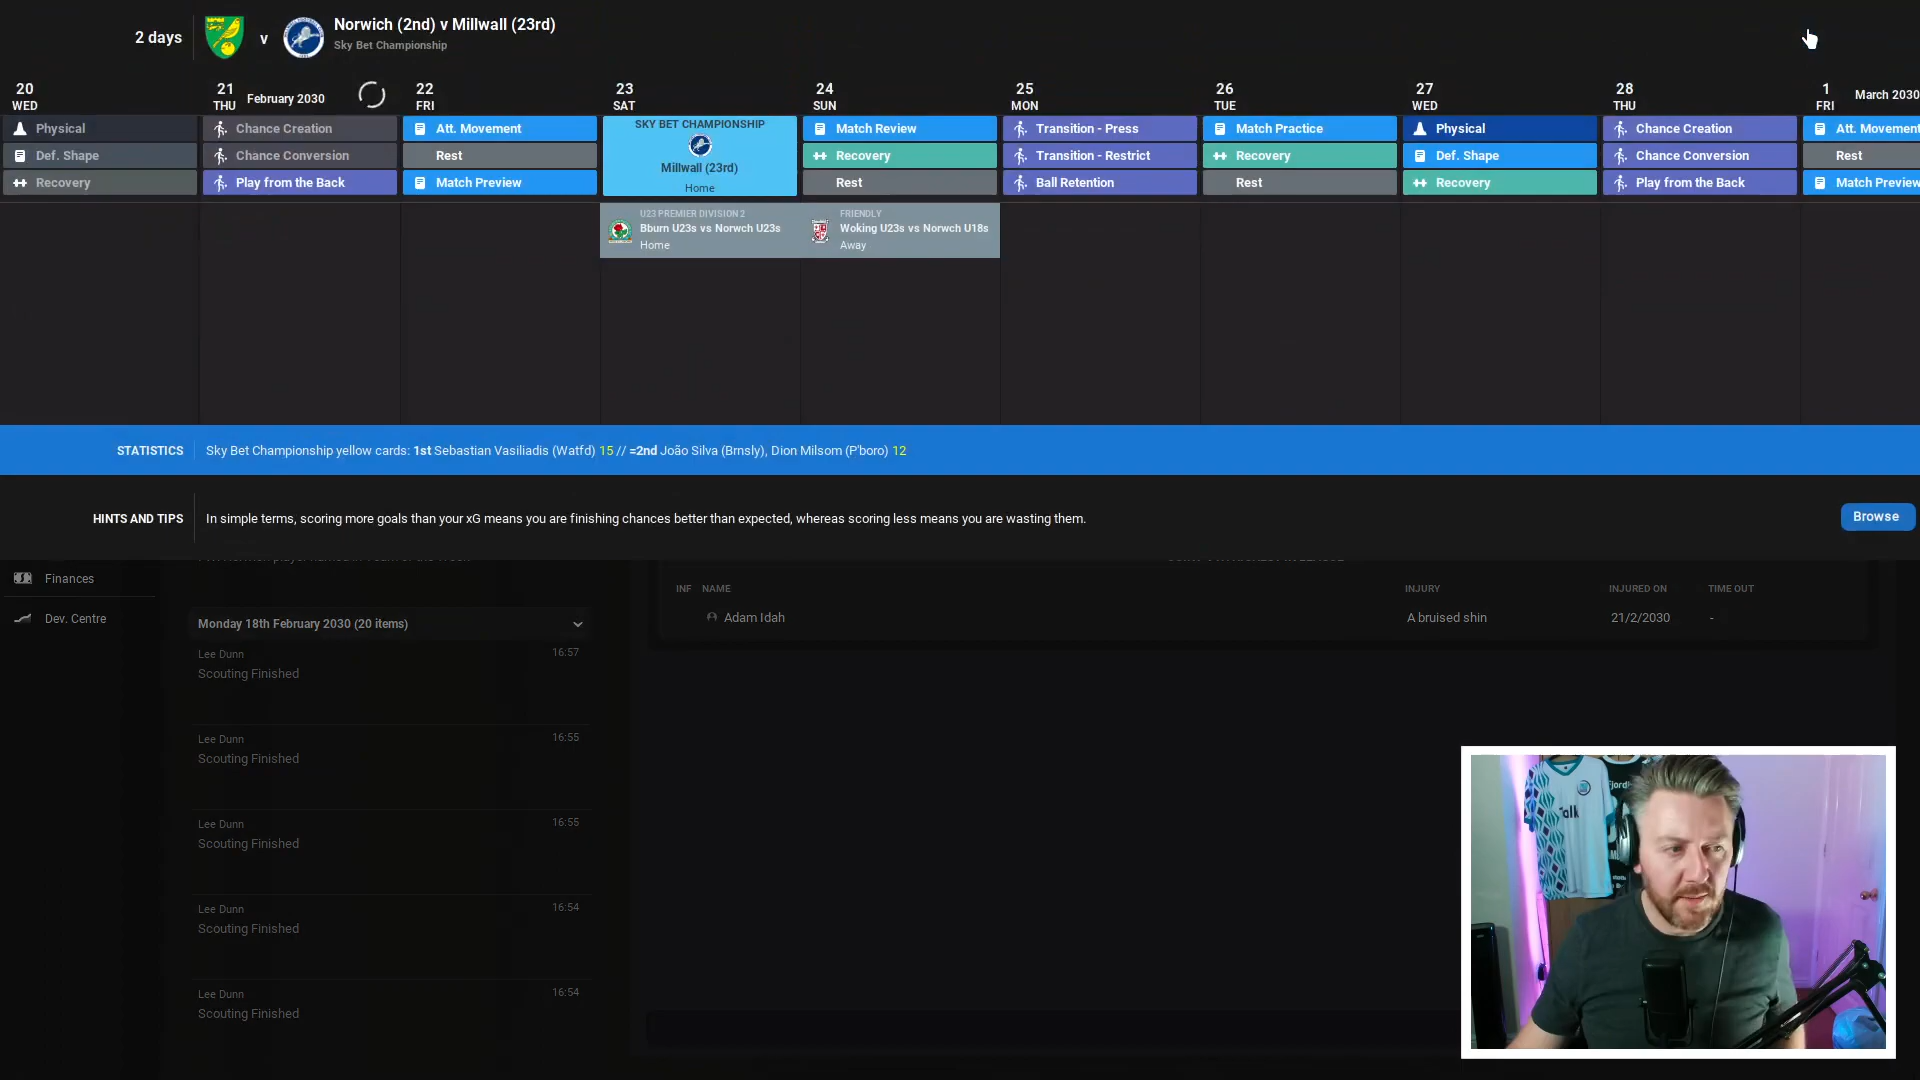 2 days
v
Norwich (2nd) v Millwall (23rd)
Sky Bet Championship
20
WED
21
THU
February 2030
22
FRI
23
SAT
24
SUN
25
MON
26
TUE
27
WED
28
THU
1
FRI
March 2030
Physical
Def. Shape
Recovery
Chance Creation
Chance Conversion
Play from the Back
Att. Movement
Rest
Match Preview
SKY BET CHAMPIONSHIP
Millwall (23rd)
Home
Match Review
Recovery
Rest
Transition - Press
Transition - Restrict
Ball Retention
Match Practice
Recovery
Rest
Physical
Def. Shape
Recovery
Chance Creation
Chance Conversion
Play from the Back
Att. Movement
Rest
Match Preview
U23 PREMIER DIVISION 2
Bburn U23s vs Norwch U23s
Home
FRIENDLY
Woking U23s vs Norwch U18s
Away
STATISTICS
Sky Bet Championship yellow cards: 1st Sebastian Vasiliadis (Watfd) 15 // =2nd João Silva (Brnsly), Dion Milsom (P'boro) 12
HINTS AND TIPS
In simple terms, scoring more goals than your xG means you are finishing chances better than expected, whereas scoring less means you are wasting them.
Browse
Finances
Dev. Centre
Monday 18th February 2030 (20 items)
Lee Dunn
16:57
Scouting Finished
Lee Dunn
16:55
Scouting Finished
Lee Dunn
16:55
Scouting Finished
Lee Dunn
16:54
Scouting Finished
Lee Dunn
16:54
Scouting Finished
INF
NAME
INJURY
INJURED ON
TIME OUT
Adam Idah
A bruised shin
21/2/2030
-
Talk